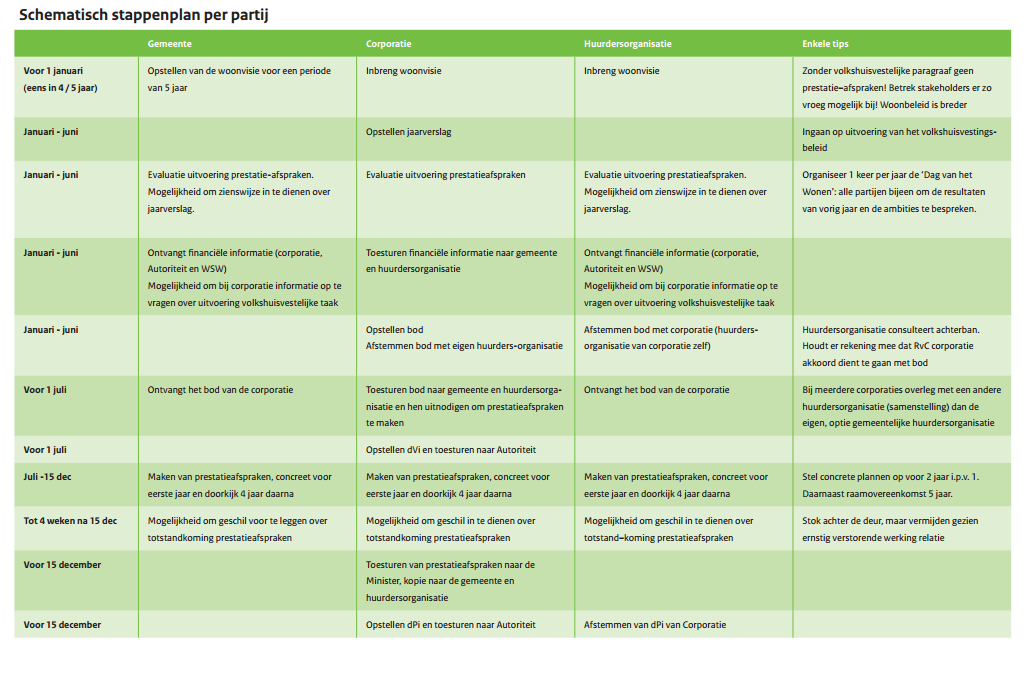 Schematisch stappenplan per partij
Gemeente
Corporatie
Huurdersorganisatie
Enkele tips
Voor 1 januari
(eens in 4 / 5 jaar)
Opstellen van de woonvisie voor een periode
van 5 jaar
Inbreng woonvisie
Inbreng woonvisie
Zonder volkshuisvestelijke paragraaf geen
prestatie-afspraken! Betrek stakeholders er zo
vroeg mogelijk bij! Woonbeleid is breder
Januari - juni
Opstellen jaarverslag
Ingaan op uitvoering van het volkshuisvestings-
beleid
Januari - juni
Evaluatie uitvoering prestatie-afspraken.
Mogelijkheid om zienswijze in te dienen over
jaarverslag.
Evaluatie uitvoering prestatieafspraken
Evaluatie uitvoering prestatieafspraken.
Mogelijkheid om zienswijze in te dienen over
jaarverslag.
Organiseer 1 keer per jaar de ‘Dag van het
Wonen’: alle partijen bijeen om de resultaten
van vorig jaar en de ambities te bespreken.
Januari - juni
Ontvangt financiële informatie (corporatie,
Autoriteit en WSW)
Mogelijkheid om bij corporatie informatie op te
vragen over uitvoering volkshuisvestelijke taak
Toesturen financiële informatie naar gemeente
en huurdersorganisatie
Ontvangt financiële informatie (corporatie,
Autoriteit en WSW)
Mogelijkheid om bij corporatie informatie op te
vragen over uitvoering volkshuisvestelijke taak
Januari - juni
Opstellen bod
Afstemmen bod met eigen huurders-organisatie
Afstemmen bod met corporatie (huurders-
organisatie van corporatie zelf)
Huurdersorganisatie consulteert achterban.
Houdt er rekening mee dat RvC corporatie
akkoord dient te gaan met bod
Voor 1 juli
Ontvangt het bod van de corporatie
Toesturen bod naar gemeente en huurdersorga-
nisatie en hen uitnodigen om prestatieafspraken
te maken
Ontvangt het bod van de corporatie
Bij meerdere corporaties overleg met een andere
huurdersorganisatie (samenstelling) dan de
eigen, optie gemeentelijke huurdersorganisatie
Voor 1 juli
Opstellen dVi en toesturen naar Autoriteit
Juli -15 dec
Maken van prestatieafspraken, concreet voor
eerste jaar en doorkijk 4 jaar daarna
Maken van prestatieafspraken, concreet voor
eerste jaar en doorkijk 4 jaar daarna
Maken van prestatieafspraken, concreet voor
eerste jaar en doorkijk 4 jaar daarna
Stel concrete plannen op voor 2 jaar i.p.v. 1.
Daarnaast raamovereenkomst 5 jaar.
Tot 4 weken na 15 dec
Mogelijkheid om geschil voor te leggen over
totstandkoming prestatieafspraken
Mogelijkheid om geschil in te dienen over
totstandkoming prestatieafspraken
Mogelijkheid om geschil in te dienen over
totstand-koming prestatieafspraken
Stok achter de deur, maar vermijden gezien
ernstig verstorende werking relatie
Voor 15 december
Toesturen van prestatieafspraken naar de
Minister, kopie naar de gemeente en
huurdersorganisatie
Voor 15 december
Opstellen dPi en toesturen naar Autoriteit
Afstemmen van dPi van Corporatie